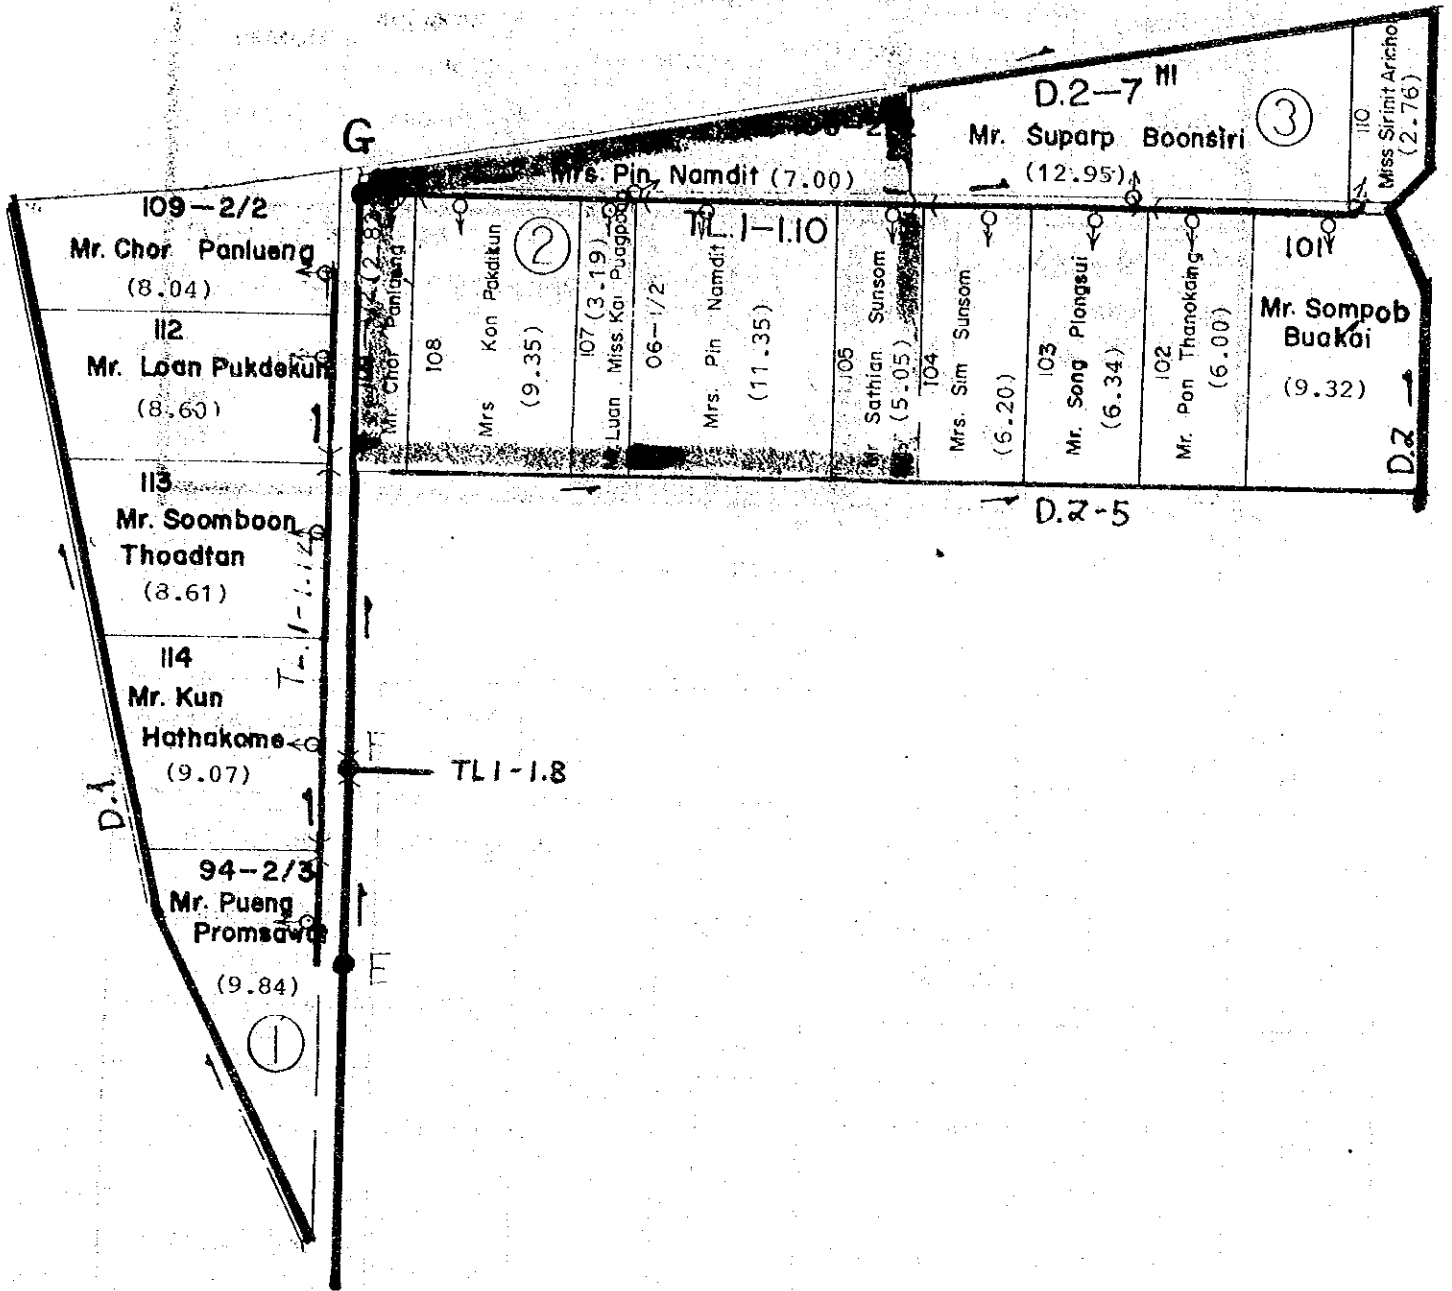 G
D.2-7
HI
Mr. Suparp Boonsiri
(12.95)
3
110
Miss Sirinit Aricho
(2.76)
Mrs. Pin Namdit (7.00)
TL.1-1.10
109-2/2
Mr. Chor Panlueng
(8.04)
112
Mr. Loan Pukdekun
(8.60)
113
Mr. Soomboon
Thoadtan
(8.61)
114
Mr. Kun
Hathakome
(9.07)
94-2/3
Mr. Pueng
(9.84)
1
D.1
Mr. Chor Panlueng
108
Mrs Kon Pakdikun
(9.35)
2
107 (3.19)
Mr. Luan Miss. Kai
06-1/2
Mrs. Pin Namdit
(11.35)
105
Mr Sathian Sunsom
(5.05)
104
Mrs. Sim Sunsom
(6.20)
103
Mr. Song Plongsui
(6.34)
102
Mr. Pan Thanokaing
(6.00)
101
Mr. Sompob
Buakai
(9.32)
D.2
D.2-5
F
TL1-1.8
E